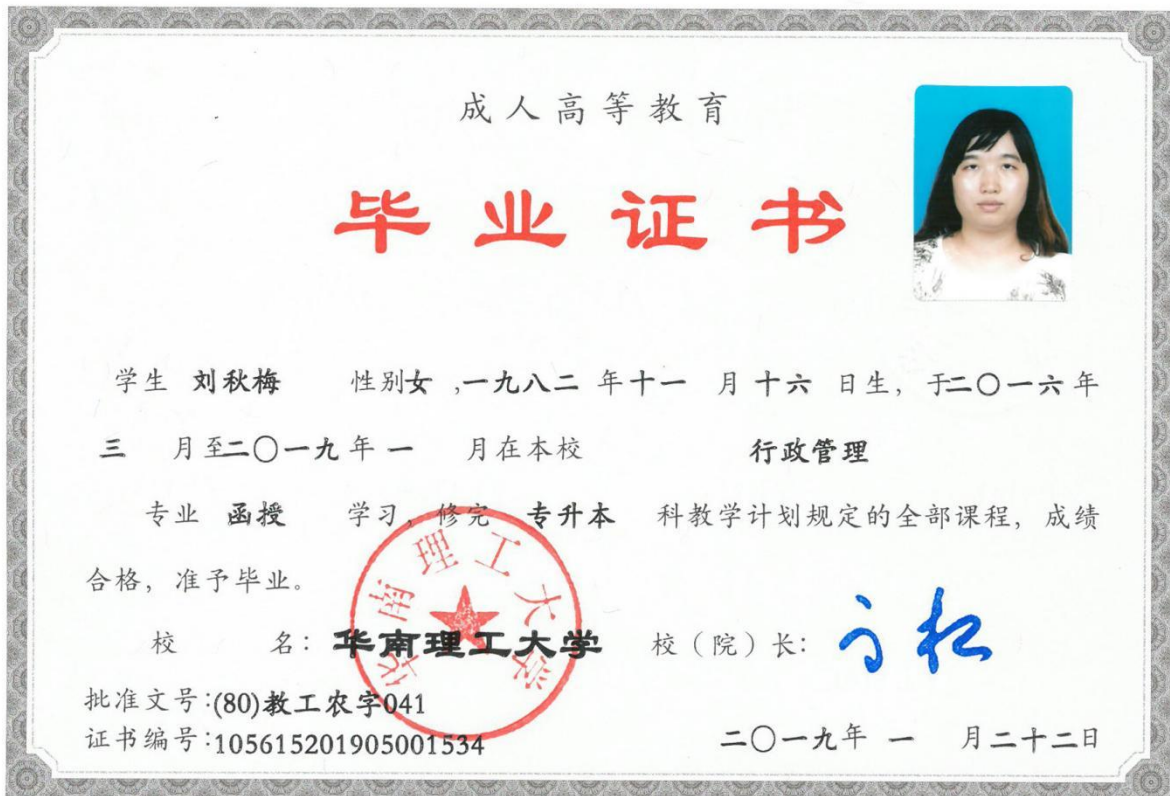 成人高等教育
毕业证书
学生 刘秋梅 性别女 ,一九八二 年十一 月 十六 日生, 于二〇一六 年
三 月至二〇一九年 一 月在本校 行政管理
专业 函授 学习, 修完 专升本 科教学计划规定的全部课程, 成绩
合格, 准予毕业。
校 名: 华南理工大学 校 (院) 长:
华南理工大学
批准文号:(80)教工农字041
证书编号:105615201905001534
二〇一九年 一 月二十二日